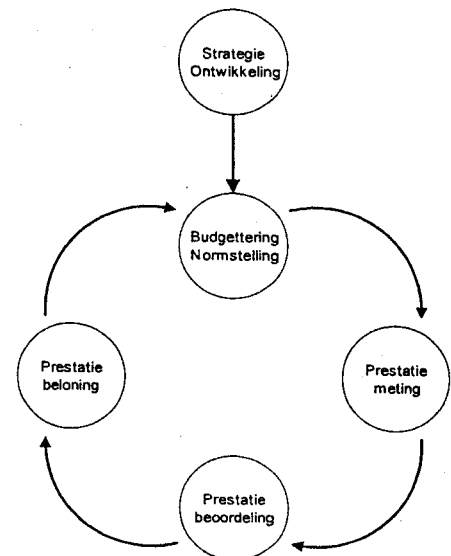 Strategie
Ontwikkeling
Budgettering
Normstelling
Prestatie
meting
Prestatie
beoordeling
Prestatie
beloning